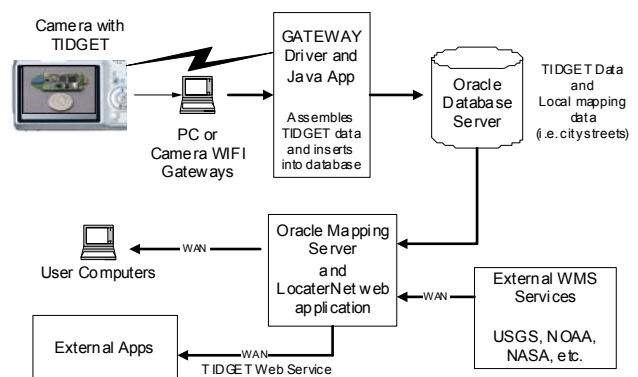 Camera with
TIDGET
GATEWAY
Driver and
Java App
Assembles
TIDGET data
and inserts
into database
PC or
Camera WIFI
Gateways
Oracle
Database
Server
TIDGET Data
and
Local mapping
data
(i.e. city streets)
Oracle Mapping
Server
and
LocaterNet web
application
WAN
User Computers
External WMS
Services
USGS, NOAA,
NASA, etc.
WAN
External Apps
WAN
TIDGET Web Service